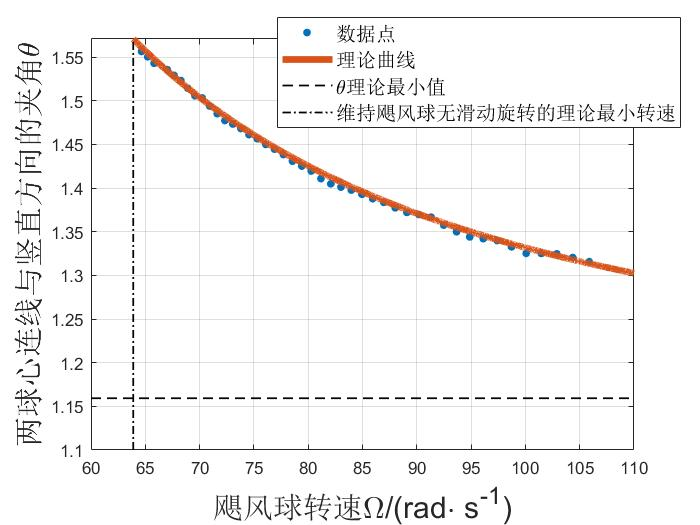 数据点
理论曲线
θ理论最小值
维持飓风球无滑动旋转的理论最小转速
两球心连线与竖直方向的夹角θ
1.55
1.5
1.45
1.4
1.35
1.3
1.25
1.2
1.15
1.1
60 65 70 75 80 85 90 95 100 105 110
飓风球转速Ω/(rad· s⁻¹)